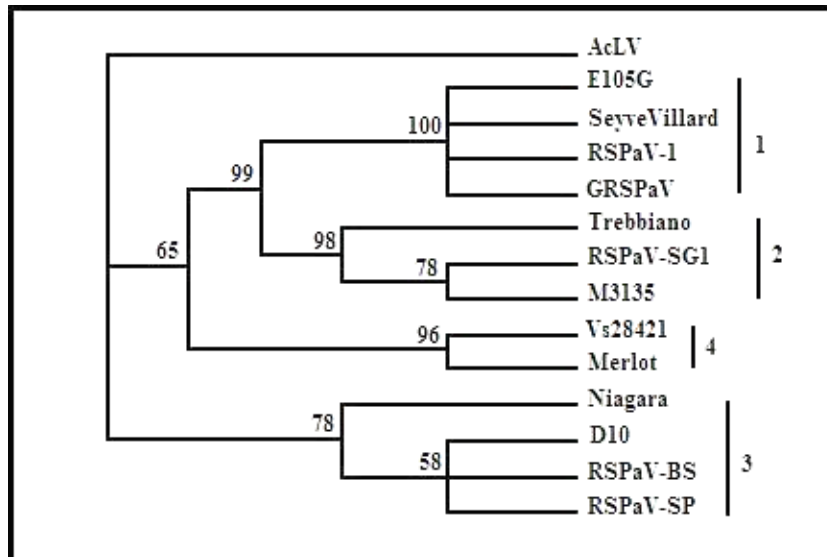 AcLV
E105G
SeyveVillard
100
1
RSPaV-1
99
GRSPaV
Trebbiano
98
65
RSPaV-SG1
2
78
M3135
Vs28421
96
4
Merlot
Niagara
78
D10
58
3
RSPaV-BS
RSPaV-SP